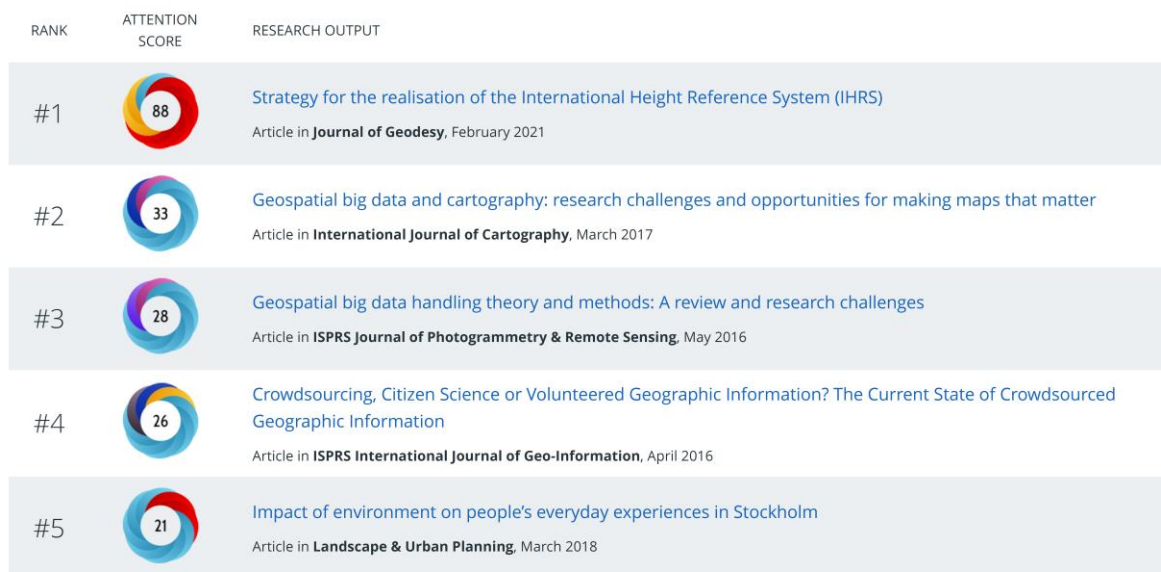 RANK
ATTENTION
SCORE
RESEARCH OUTPUT
#1
88
Strategy for the realisation of the International Height Reference System (IHRS)
Article in Journal of Geodesy, February 2021
#2
33
Geospatial big data and cartography: research challenges and opportunities for making maps that matter
Article in International Journal of Cartography, March 2017
#3
28
Geospatial big data handling theory and methods: A review and research challenges
Article in ISPRS Journal of Photogrammetry & Remote Sensing, May 2016
#4
26
Crowdsourcing, Citizen Science or Volunteered Geographic Information? The Current State of Crowdsourced
Geographic Information
Article in ISPRS International Journal of Geo-Information, April 2016
#5
21
Impact of environment on people’s everyday experiences in Stockholm
Article in Landscape & Urban Planning, March 2018